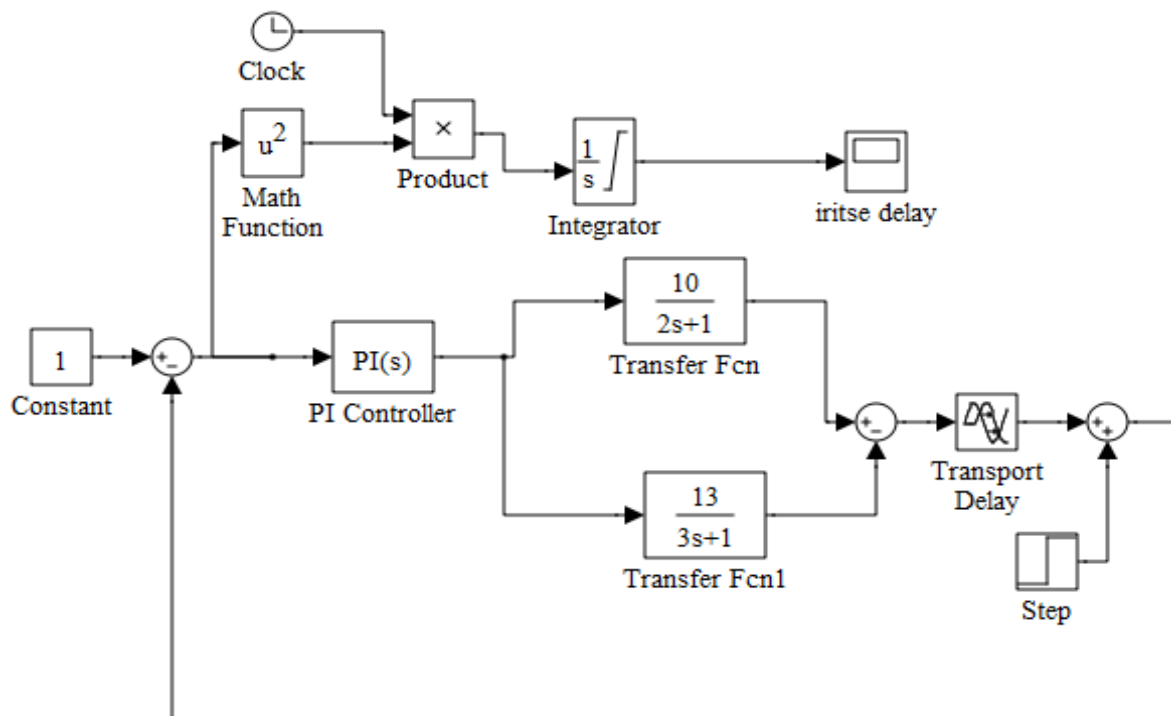 Clock
u2
×
Product
Math
Function
1
s
Integrator
iritse delay
1
Constant
+
-
PI(s)
PI Controller
10
2s+1
Transfer Fcn
13
3s+1
Transfer Fcn1
+
-
Transport
Delay
+
+
Step